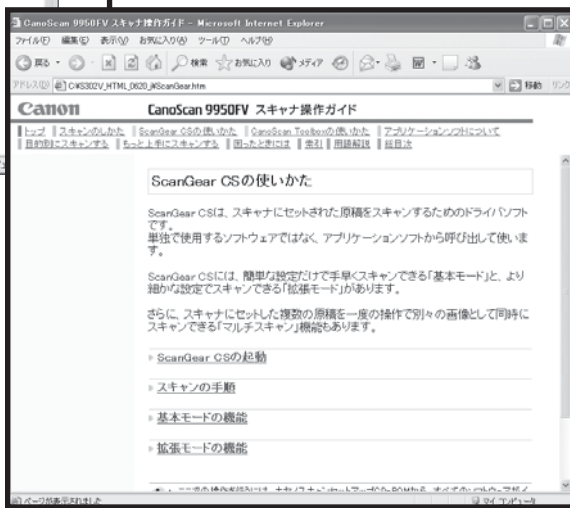 CanoScan 9950FV スキャナ操作ガイド - Microsoft Internet Explorer
ファイル(F) 編集(E) 表示(V) お気に入り(A) ツール(T) ヘルプ(H)
戻る 検索 お気に入り メディア
アドレス(D) C:¥S302V_HTML_0620_j¥ScanGear.htm 移動 リンク
Canon CanoScan 9950FV スキャナ操作ガイド
トップ スキャンのしかた ScanGear CSの使いかた CanoScan Toolboxの使いかた アプリケーションソフトについて
目的別にスキャンする もっと上手にスキャンする 困ったときには 索引 用語解説 総目次
ScanGear CSの使いかた
ScanGear CSは、スキャナにセットされた原稿をスキャンするためのドライバソフト
です。
単独で使用するソフトウェアではなく、アプリケーションソフトから呼び出して使いま
す。
ScanGear CSには、簡単な設定だけで手早くスキャンできる「基本モード」と、より
細かな設定でスキャンできる「拡張モード」があります。
さらに、スキャナにセットした複数の原稿を一度の操作で別々の画像として同時に
スキャンできる「マルチスキャン」機能もあります。
ScanGear CSの起動
スキャンの手順
基本モードの機能
拡張モードの機能
ページが表示されました マイ コンピュータ